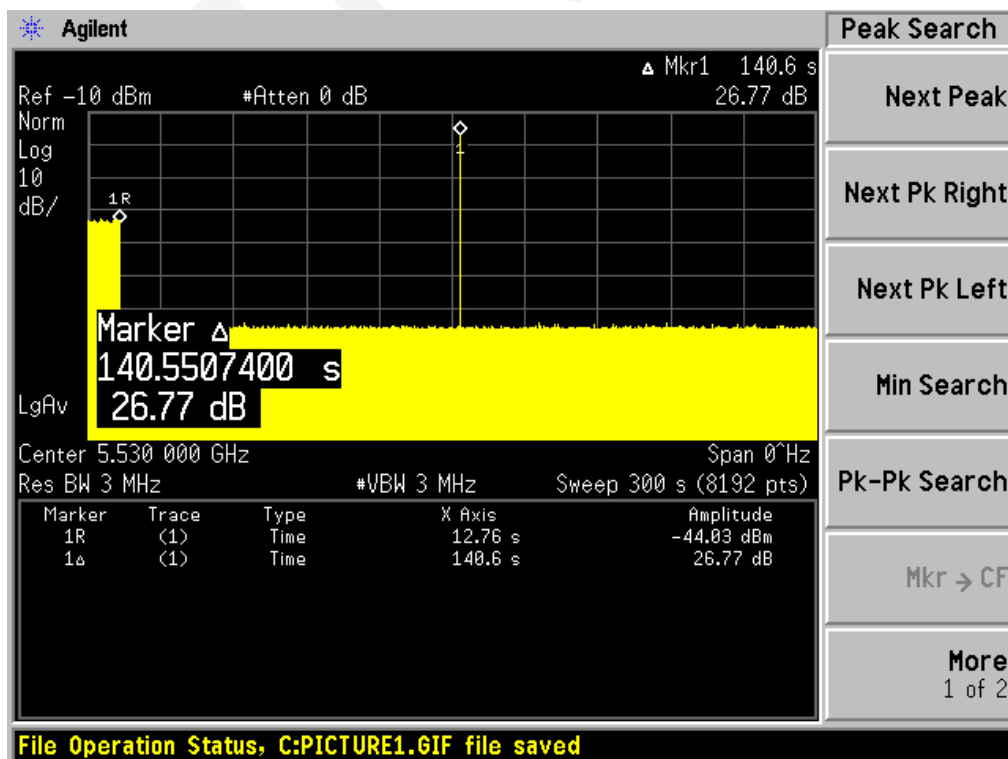 Agilent
Peak Search
Δ Mkr1 140.6 s
Ref -10 dBm #Atten 0 dB 26.77 dB
Norm
Log
10
dB/
1R
1
Marker Δ
140.5507400 s
26.77 dB
LgAv
Center 5.530 000 GHz Span 0^Hz
Res BW 3 MHz #VBW 3 MHz Sweep 300 s (8192 pts)
Marker Trace Type X Axis Amplitude
1R (1) Time 12.76 s -44.03 dBm
1Δ (1) Time 140.6 s 26.77 dB
Next Peak
Next Pk Right
Next Pk Left
Min Search
Pk-Pk Search
Mkr → CF
More
1 of 2
File Operation Status, C:PICTURE1.GIF file saved